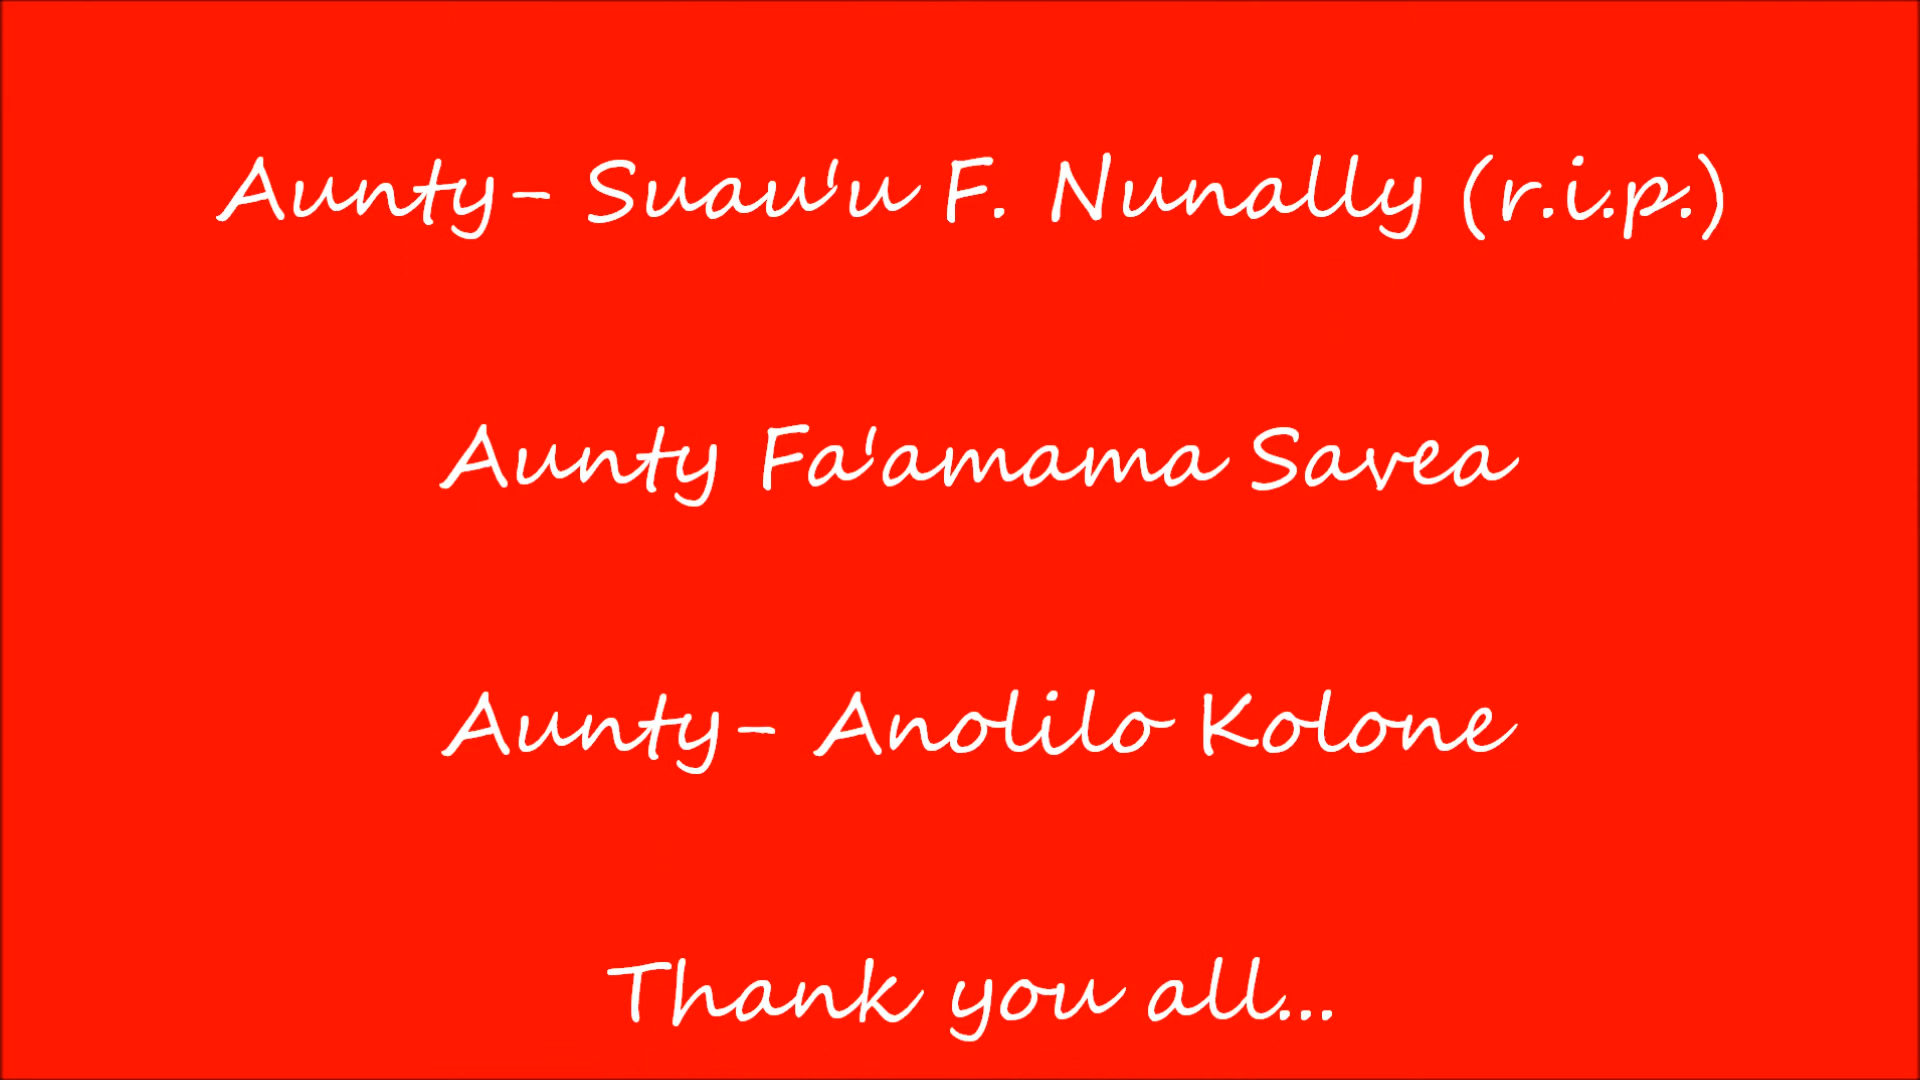 Aunty- Suau'u F. Nunally (r.i.p.)
Aunty Fa'amama Savea
Aunty- Anolilo Kolone
Thank you all...